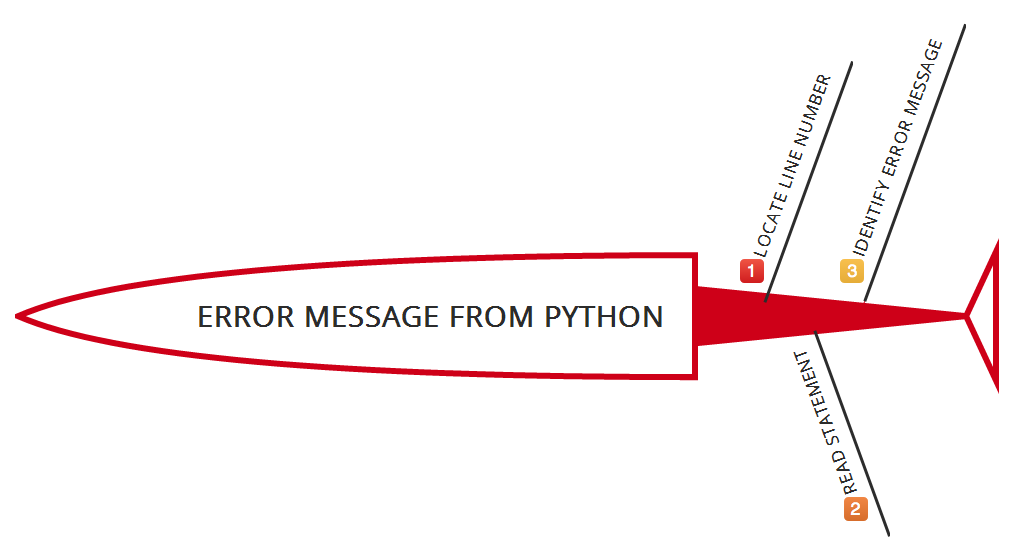 ERROR MESSAGE FROM PYTHON
1 LOCATE LINE NUMBER
2 READ STATEMENT
3 IDENTIFY ERROR MESSAGE